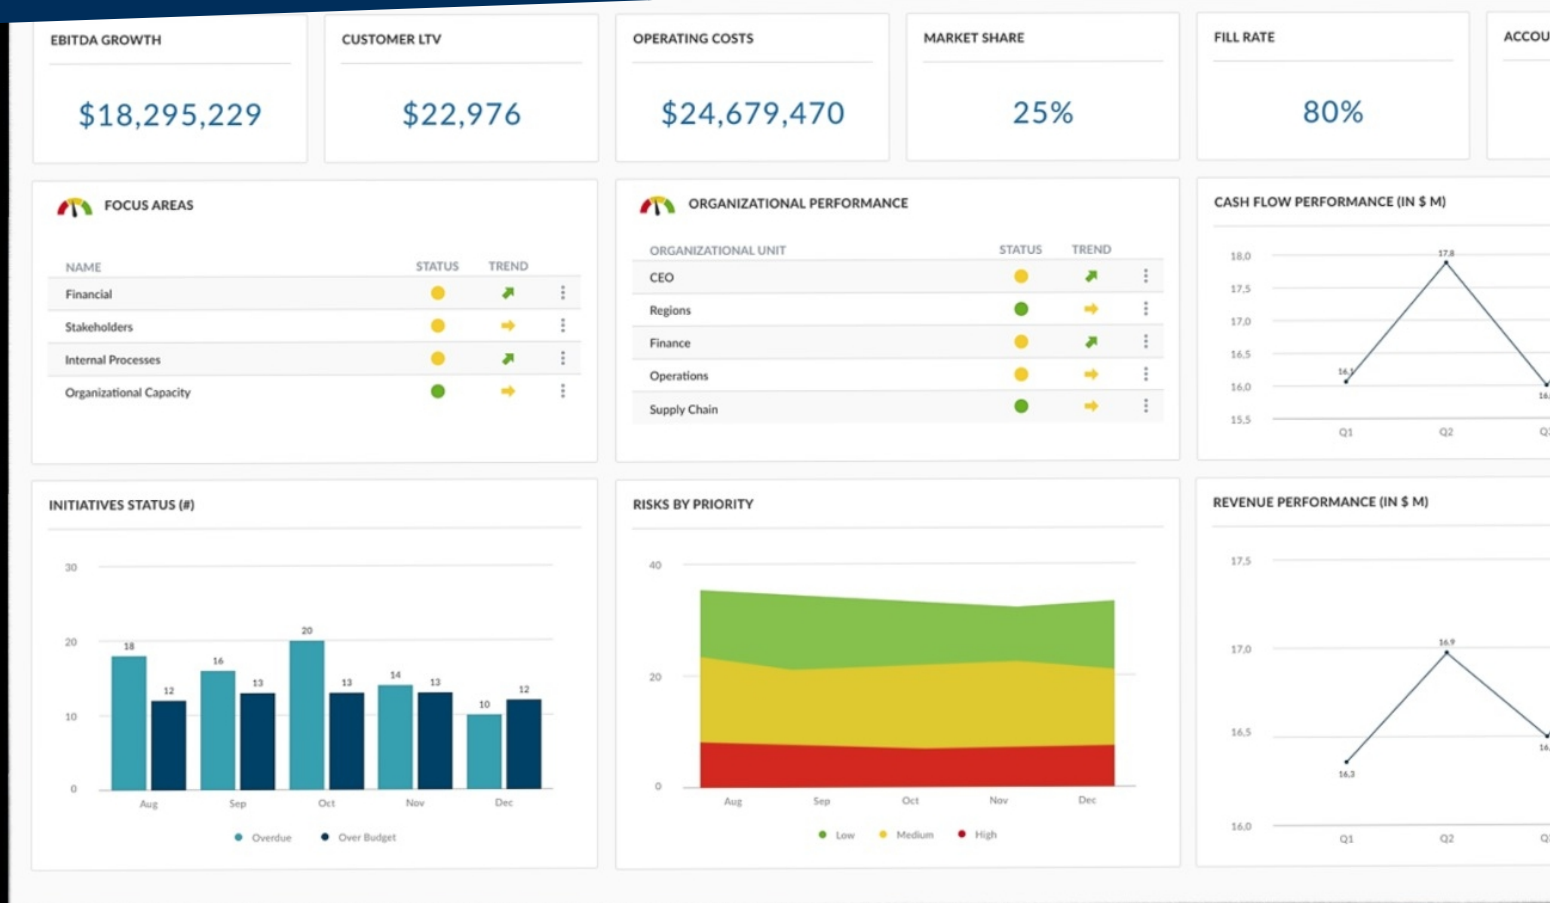 EBITDA GROWTH
$18,295,229
CUSTOMER LTV
$22,976
OPERATING COSTS
$24,679,470
MARKET SHARE
25%
FILL RATE
80%
FOCUS AREAS
NAME STATUS TREND
Financial
Stakeholders
Internal Processes
Organizational Capacity
ORGANIZATIONAL PERFORMANCE
ORGANIZATIONAL UNIT STATUS TREND
CEO
Regions
Finance
Operations
Supply Chain
CASH FLOW PERFORMANCE (IN $ M)
18,0
17,5
17,0
16,5
16,0
15,5
17,8
16,1
Q1 Q2
INITIATIVES STATUS (#)
30
20
10
0
18 12 16 13 20 13 14 13 10 12
Aug Sep Oct Nov Dec
Overdue Over Budget
RISKS BY PRIORITY
40
20
0
Aug Sep Oct Nov Dec
Low Medium High
REVENUE PERFORMANCE (IN $ M)
17,5
17,0
16,5
16,0
16,9
16,3
Q1 Q2